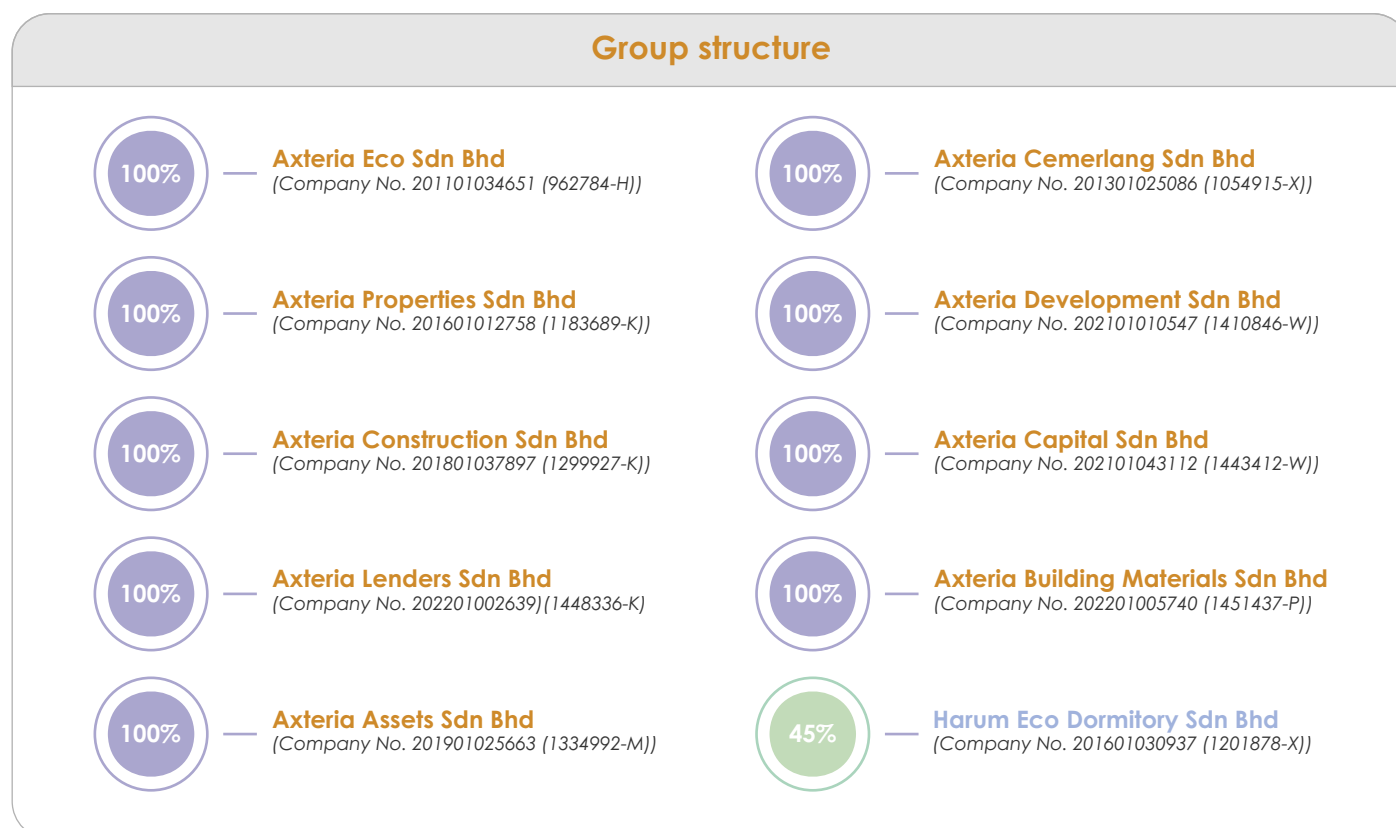 Group structure
100%
Axteria Eco Sdn Bhd
(Company No. 201101034651 (962784-H))
100%
Axteria Properties Sdn Bhd
(Company No. 201601012758 (1183689-K))
100%
Axteria Construction Sdn Bhd
(Company No. 201801037897 (1299927-K))
100%
Axteria Lenders Sdn Bhd
(Company No. 202201002639)(1448336-K)
100%
Axteria Assets Sdn Bhd
(Company No. 201901025663 (1334992-M))
100%
Axteria Cemerlang Sdn Bhd
(Company No. 201301025086 (1054915-X))
100%
Axteria Development Sdn Bhd
(Company No. 202101010547 (1410846-W))
100%
Axteria Capital Sdn Bhd
(Company No. 202101043112 (1443412-W))
100%
Axteria Building Materials Sdn Bhd
(Company No. 202201005740 (1451437-P))
45%
Harum Eco Dormitory Sdn Bhd
(Company No. 201601030937 (1201878-X))